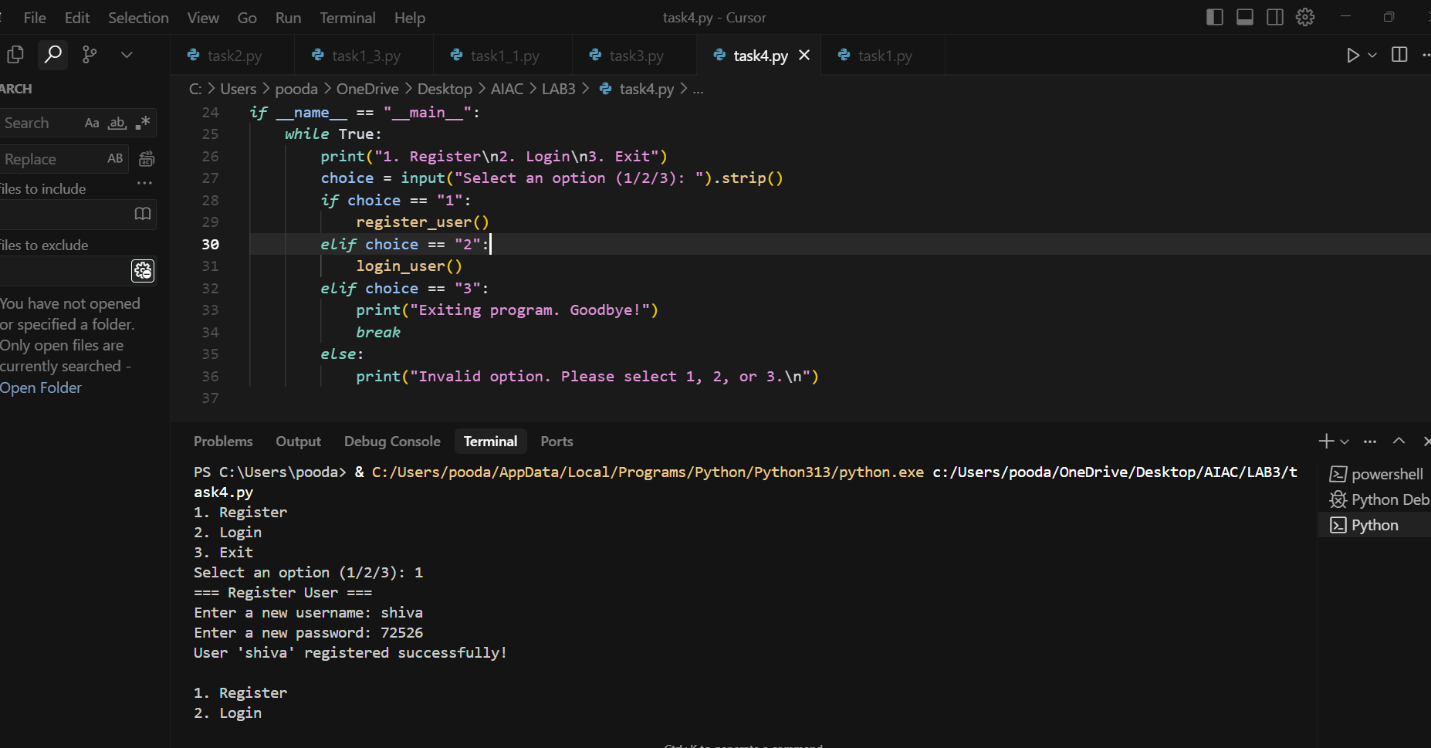 File Edit Selection View Go Run Terminal Help
task4.py - Cursor
task2.py task1_3.py task1_1.py task3.py task4.py task1.py
ARCH
C: > Users > pooda > OneDrive > Desktop > AIAC > LAB3 > task4.py > ...
Search Aa ab .*
Replace AB
files to include
files to exclude
You have not opened
or specified a folder.
Only open files are
currently searched -
Open Folder
24 if __name__ == "__main__":
25 while True:
26 print("1. Register\n2. Login\n3. Exit")
27 choice = input("Select an option (1/2/3): ").strip()
28 if choice == "1":
29 register_user()
30 elif choice == "2":
31 login_user()
32 elif choice == "3":
33 print("Exiting program. Goodbye!")
34 break
35 else:
36 print("Invalid option. Please select 1, 2, or 3.\n")
37
Problems Output Debug Console Terminal Ports
PS C:\Users\pooda> & C:/Users/pooda/AppData/Local/Programs/Python/Python313/python.exe c:/Users/pooda/OneDrive/Desktop/AIAC/LAB3/t
ask4.py
1. Register
2. Login
3. Exit
Select an option (1/2/3): 1
=== Register User ===
Enter a new username: shiva
Enter a new password: 72526
User 'shiva' registered successfully!
1. Register
2. Login
powershell
Python Deb
Python